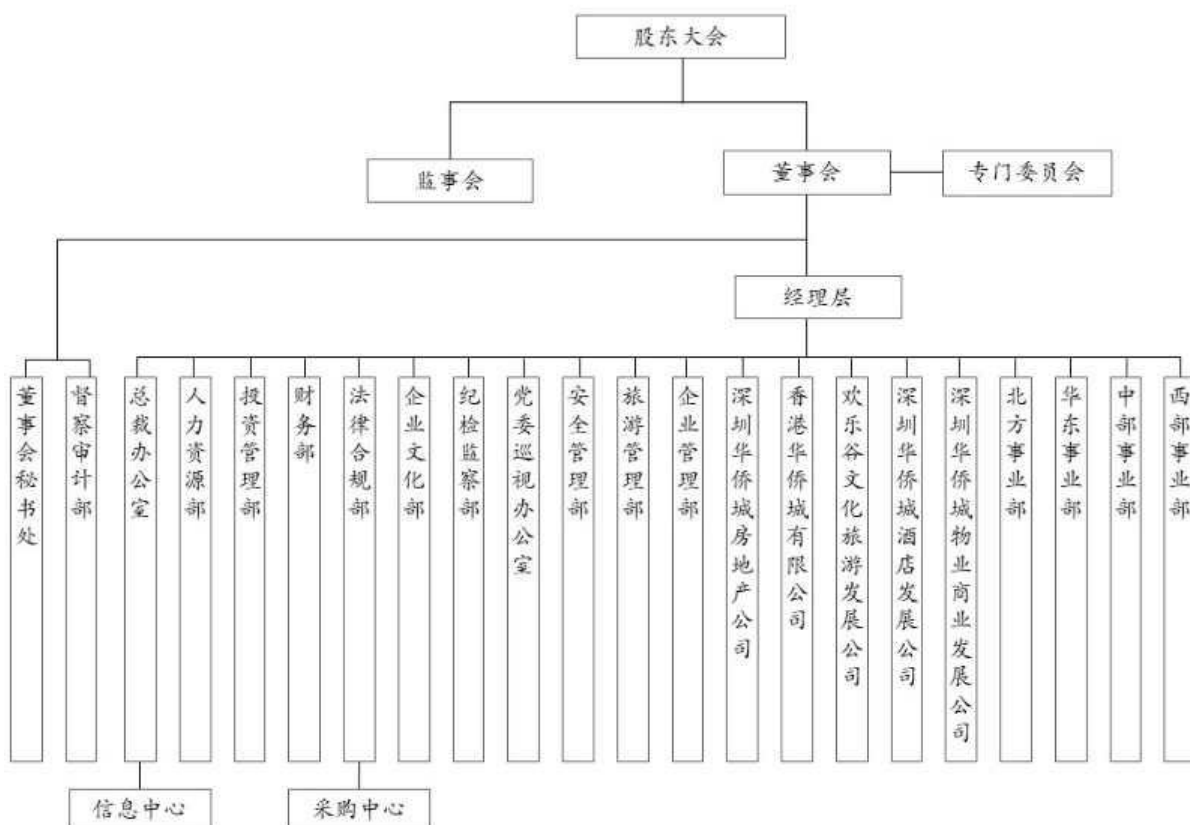 股东大会
监事会
董事会
专门委员会
经理层
董事会秘书处
督察审计部
总裁办公室
人力资源部
投资管理部
财务部
法律合规部
企业文化部
纪检监察部
党委巡视办公室
安全管理部
旅游管理部
企业管理部
深圳华侨城房地产公司
香港华侨城有限公司
欢乐谷文化旅游发展公司
深圳华侨城酒店发展公司
深圳华侨城物业商业发展公司
北方事业部
华东事业部
中部事业部
西部事业部
信息中心
采购中心